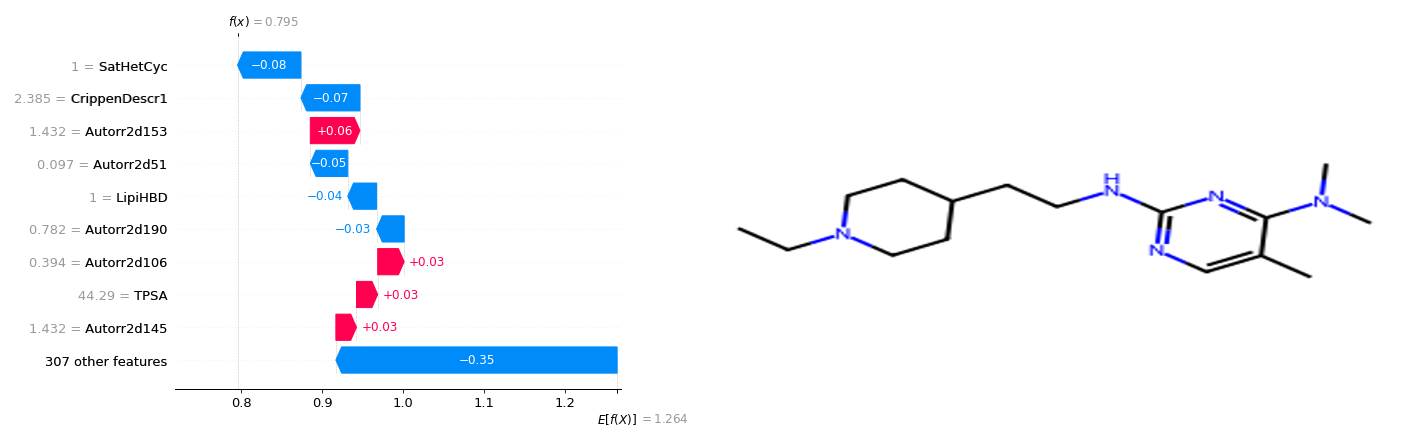 f(x) = 0.795
1 = SatHetCyc −0.08
2.385 = CrippenDescr1 −0.07
1.432 = Autorr2d153 +0.06
0.097 = Autorr2d51 −0.05
1 = LipiHBD −0.04
0.782 = Autorr2d190 −0.03
0.394 = Autorr2d106 +0.03
44.29 = TPSA +0.03
1.432 = Autorr2d145 +0.03
307 other features −0.35
0.8 0.9 1.0 1.1 1.2
E[f(X)] = 1.264
H
N N N
N N